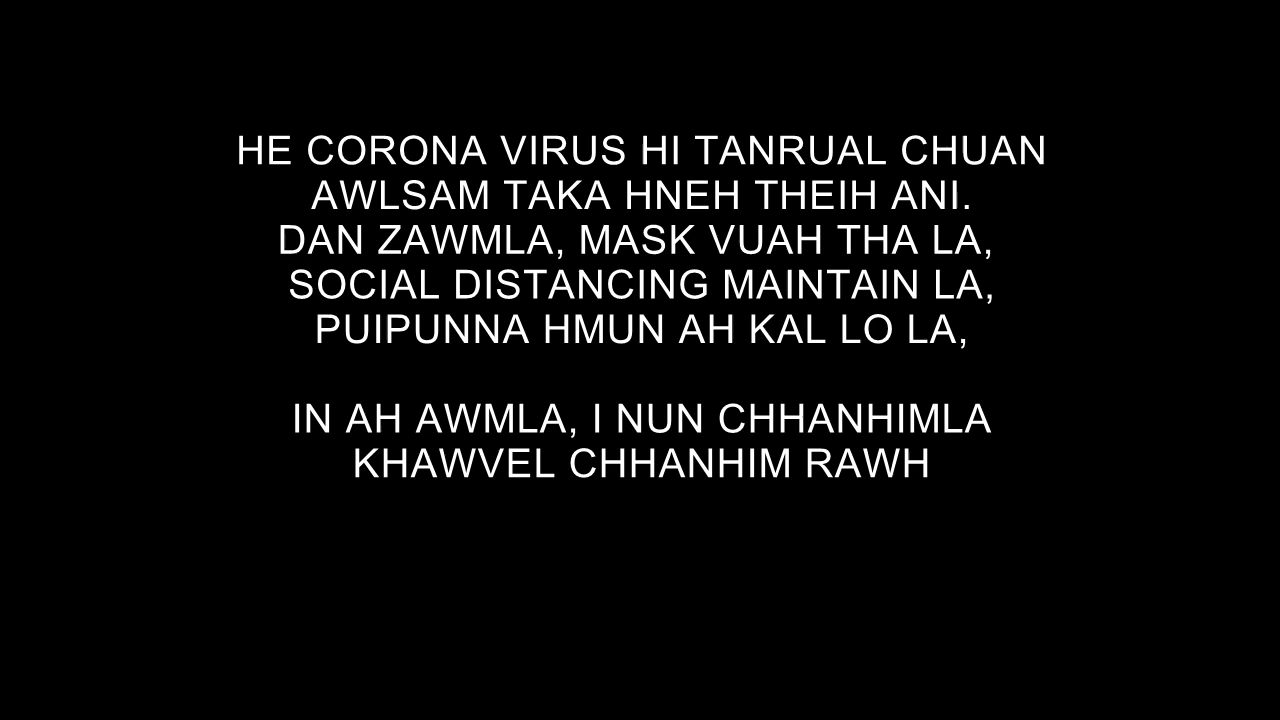 HE CORONA VIRUS HI TANRUAL CHUAN
AWLSAM TAKA HNEH THEIH ANI.
DAN ZAWMLA, MASK VUAH THA LA,
SOCIAL DISTANCING MAINTAIN LA,
PUIPUNNA HMUN AH KAL LO LA,
IN AH AWMLA, I NUN CHHANHIMLA
KHAWVEL CHHANHIM RAWH